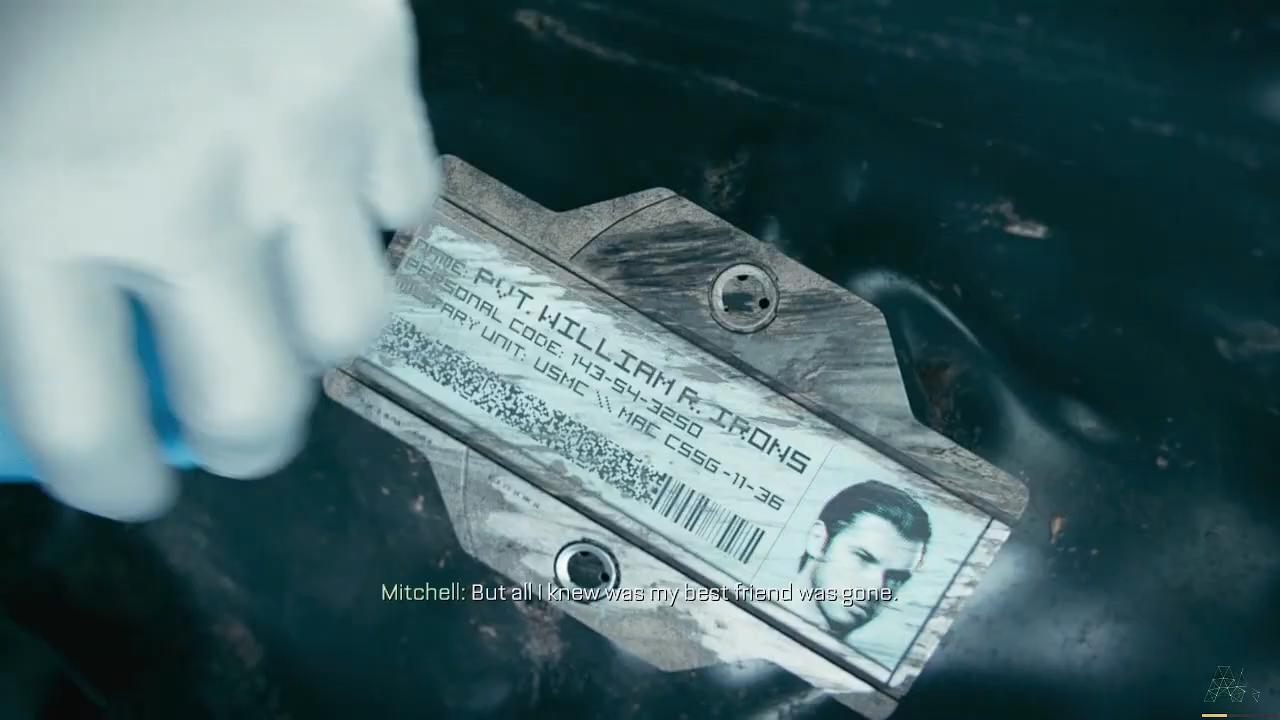 NAME: PVT. WILLIAM R. IRONS
PERSONAL CODE: 143-54-3250
MILITARY UNIT: USMC \\ MAC CSSG-11-36
Mitchell: But all I knew was my best friend was gone.